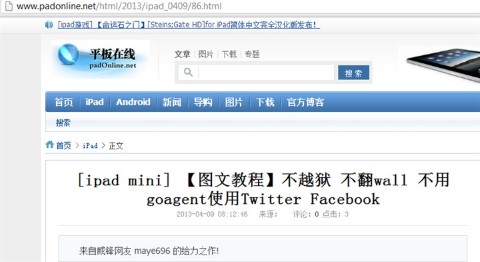 www.padonline.net/html/2013/ipad_0409/86.html
[ipad游戏] 【命运石之门】[Steins;Gate HD]for iPad简体中文完全汉化版发布!
平板在线
padOnline.net
文章 图片 下载 专题
搜索
首页 iPad Android 新闻 导购 图片 下载 官方博客
搜索
首页 > iPad > 正文
[ipad mini] 【图文教程】不越狱 不翻wall 不用
goagent使用Twitter Facebook
2013-04-09 08:12:46 来源: 评论: 0 点击: 3
来自威锋网友 maye696 的给力之作!